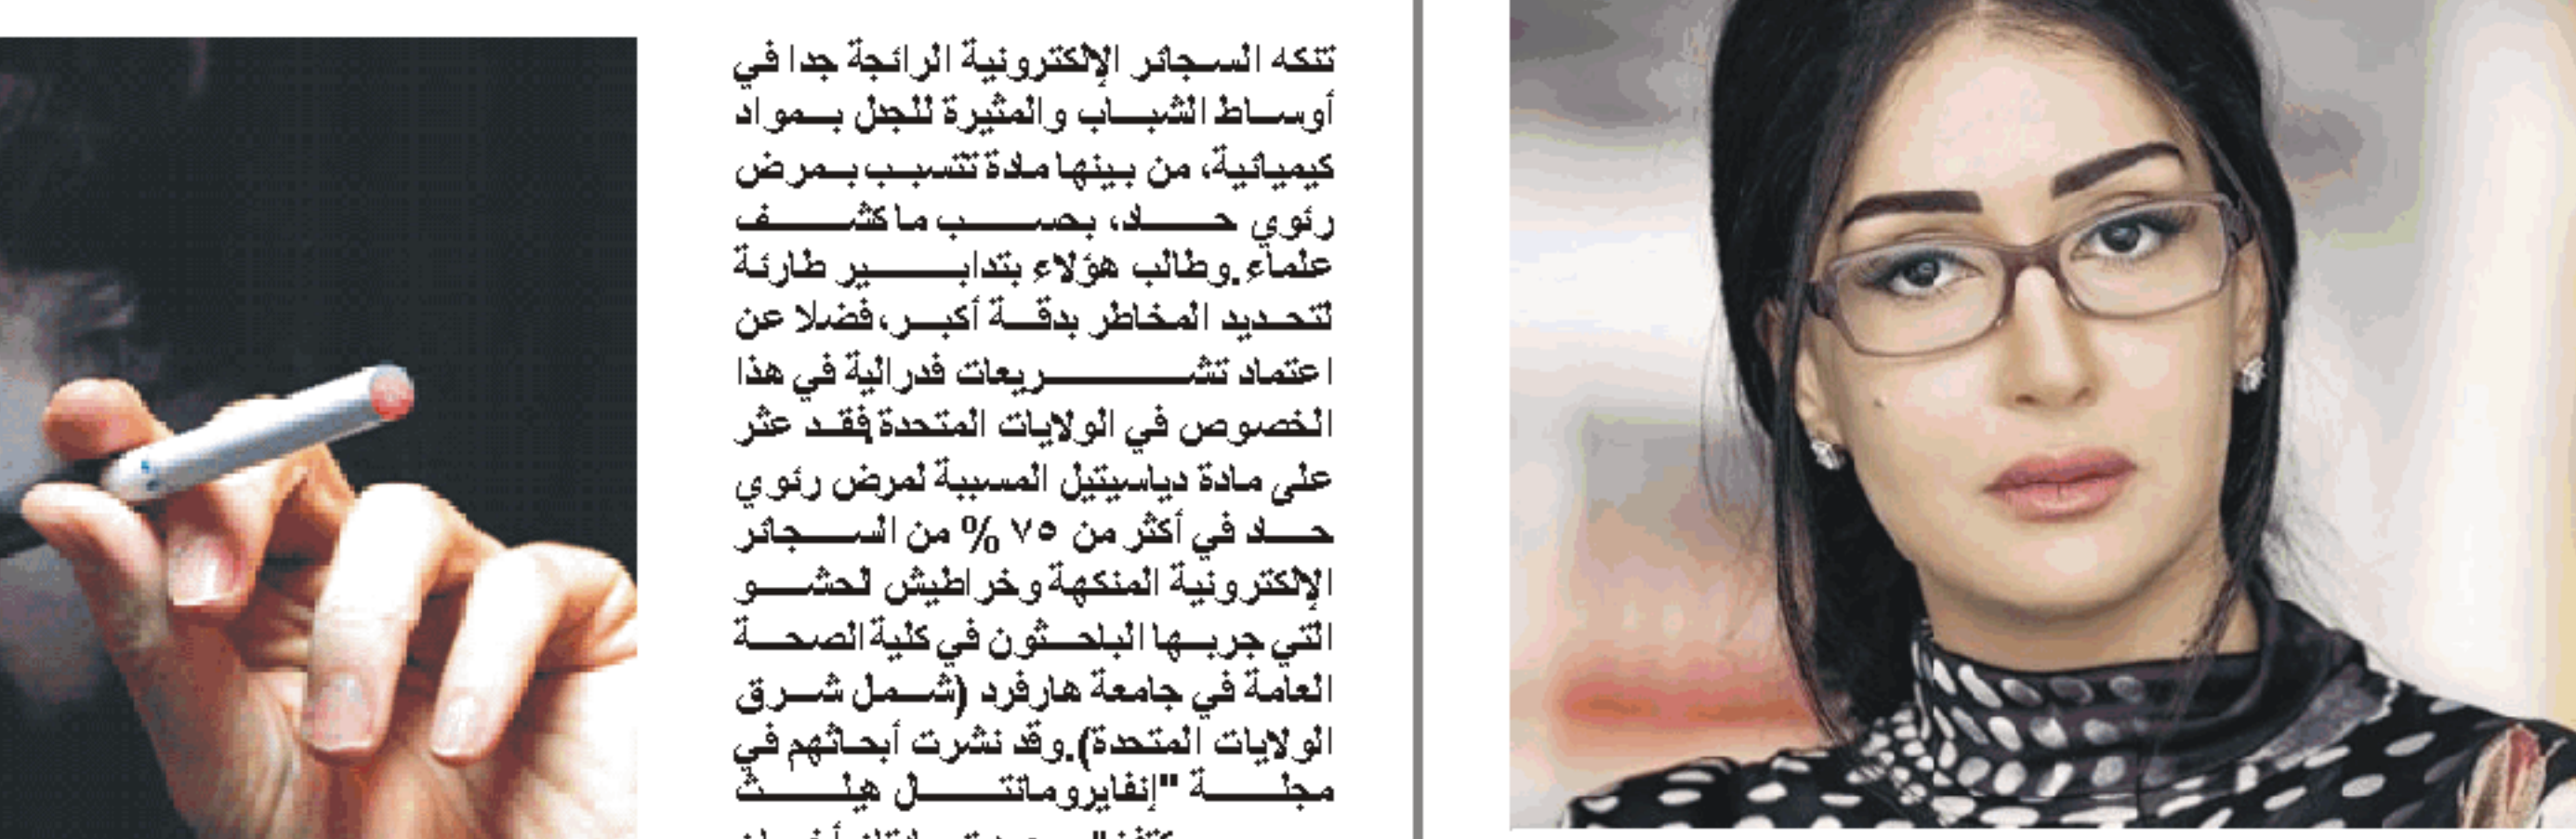 تنكه السجائر الإلكترونية الرائجة جدا في
أوساط الشباب والمثيرة للجدل بمواد
كيميائية، من بينها مادة تتسبب بمرض
رئوي حاد، بحسب ما كشف
علماء.وطالب هؤلاء بتدابير طارئة
لتحديد المخاطر بدقة أكبر، فضلا عن
اعتماد تشريعات فدرالية في هذا
الخصوص في الولايات المتحدة.فقد عثر
على مادة دياسيتيل المسببة لمرض رئوي
حاد في أكثر من ٧٥ % من السجائر
الإلكترونية المنكهة وخراطيش الحشو
التي جربها الباحثون في كلية الصحة
العامة في جامعة هارفرد (شمل شرق
الولايات المتحدة).وقد نشرت أبحاثهم في
مجلة "إنفايرومانتل هيلث